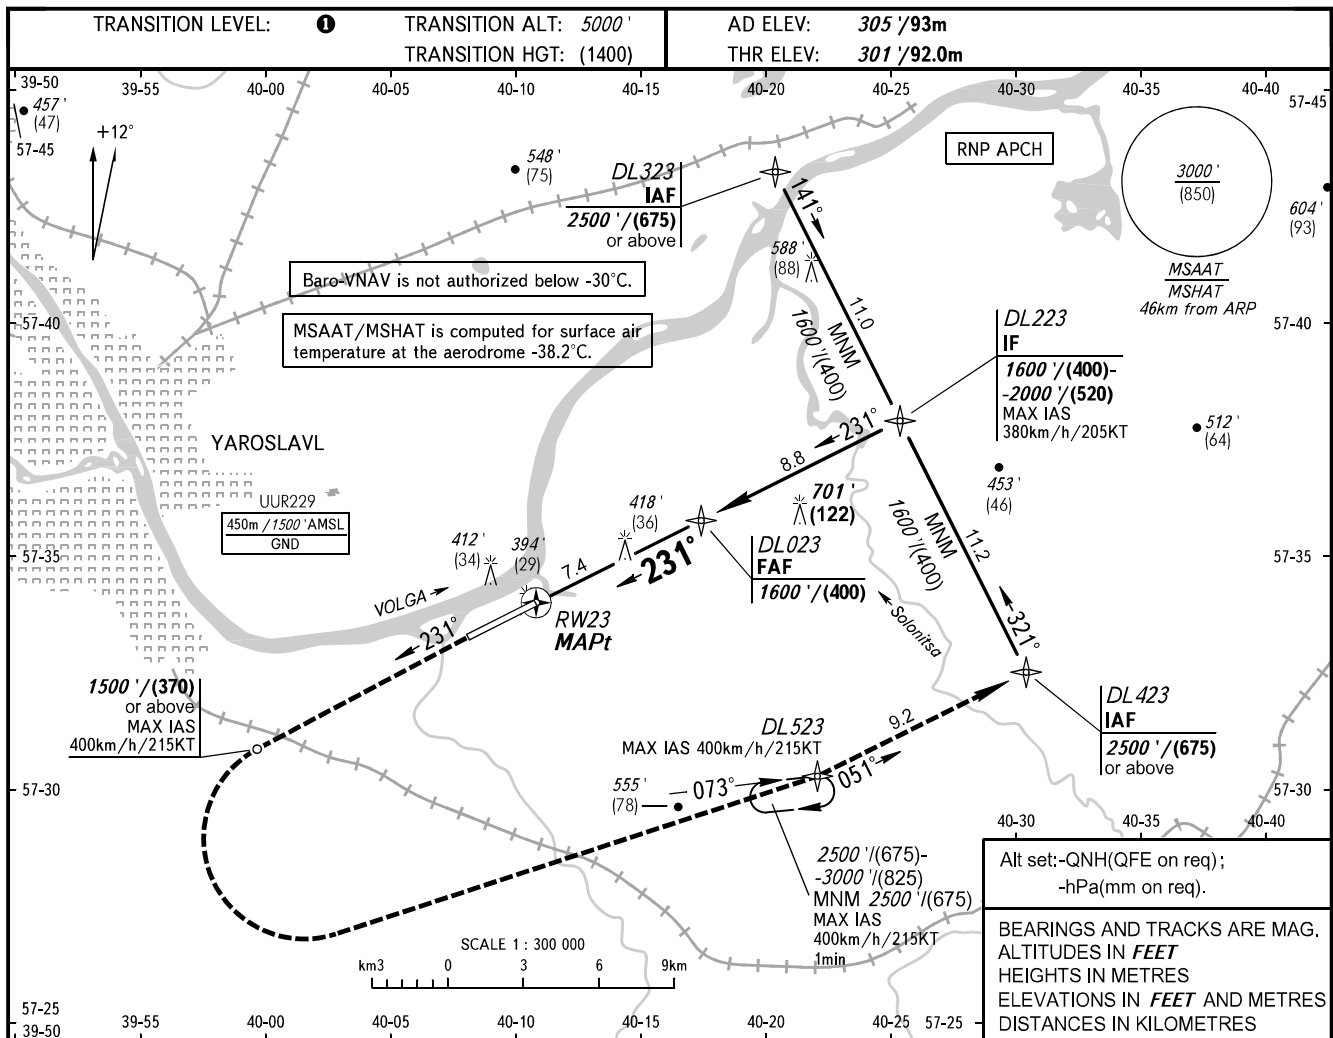 TRANSITION LEVEL: ❶ TRANSITION ALT: 5000 '
TRANSITION HGT: (1400)
AD ELEV: 305 '/93m
THR ELEV: 301 '/92.0m
39-50
39-55
40-00
40-05
40-10
40-15
40-20
40-25
40-30
40-35
40-40
57-45
457 '
(47)
57-45
+12°
548 '
(75)
DL323
IAF
2500 '/(675)
or above
141°
RNP APCH
3000 '
(850)
604 '
(93)
MSAAT
MSHAT
46km from ARP
588 '
(88)
Baro-VNAV is not authorized below -30°C.
MSAAT/MSHAT is computed for surface air
temperature at the aerodrome -38.2°C.
11.0
MNM
1600 '/(400)
57-40
57-40
DL223
IF
1600 '/(400)-
-2000 '/(520)
MAX IAS
380km/h/205KT
512 '
(64)
453 '
(46)
YAROSLAVL
231°
8.8
701 '
(122)
UUR229
450m/1500 'AMSL
GND
418 '
(36)
412 '
(34)
394 '
(29)
7.4
231°
DL023
FAF
1600 '/(400)
MNM
1600 '/(400)
11.2
57-35
57-35
VOLGA
Solonitsa
RW23
MAPt
231°
321°
1500 '/(370)
or above
MAX IAS
400km/h/215KT
DL423
IAF
2500 '/(675)
or above
DL523
MAX IAS 400km/h/215KT
9.2
051°
073°
555 '
(78)
57-30
57-30
40-30
40-35
40-40
2500 '/(675)-
-3000 '/(825)
MNM 2500 '/(675)
MAX IAS
400km/h/215KT
1min
SCALE 1 : 300 000
km3 0 3 6 9km
Alt set:-QNH(QFE on req);
-hPa(mm on req).
BEARINGS AND TRACKS ARE MAG.
ALTITUDES IN FEET
HEIGHTS IN METRES
ELEVATIONS IN FEET AND METRES
DISTANCES IN KILOMETRES
57-25
39-50
39-55
40-00
40-05
40-10
40-15
40-20
40-25
57-25